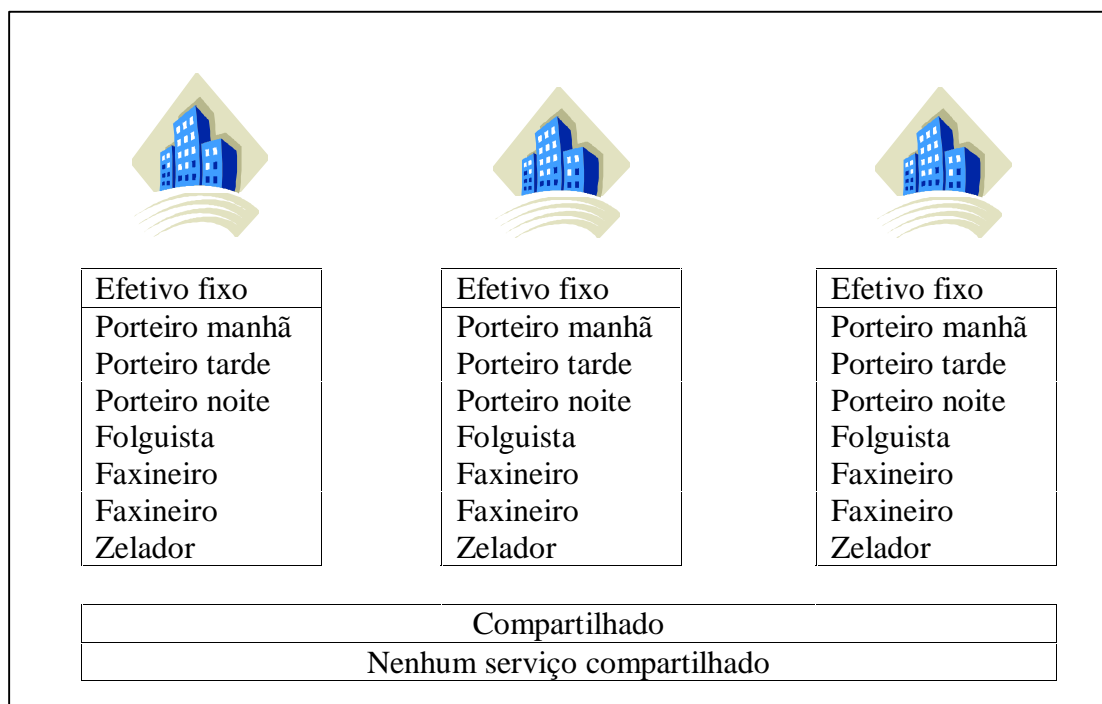 Efetivo fixo
Porteiro manhã
Porteiro tarde
Porteiro noite
Folguista
Faxineiro
Faxineiro
Zelador
Efetivo fixo
Porteiro manhã
Porteiro tarde
Porteiro noite
Folguista
Faxineiro
Faxineiro
Zelador
Efetivo fixo
Porteiro manhã
Porteiro tarde
Porteiro noite
Folguista
Faxineiro
Faxineiro
Zelador
Compartilhado
Nenhum serviço compartilhado